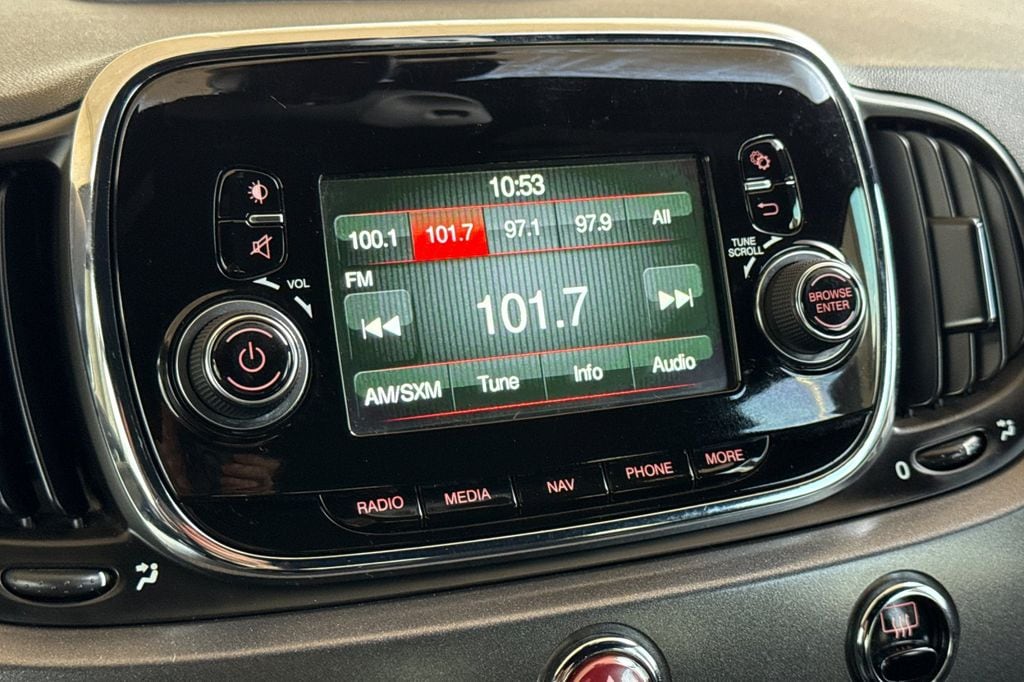 10:53
100.1 101.7 97.1 97.9 All
FM
101.7
AM/SXM Tune Info Audio
VOL
TUNE
SCROLL
BROWSE
ENTER
RADIO MEDIA NAV PHONE MORE
0